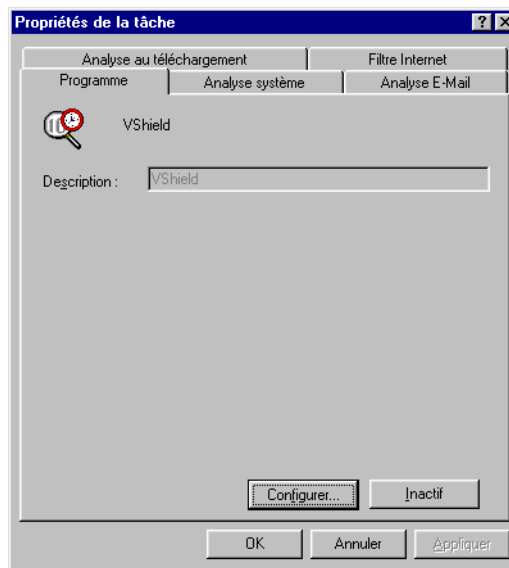 Propriétés de la tâche
Analyse au téléchargement Filtre Internet
Programme Analyse système Analyse E-Mail
VShield
Description : VShield
Configurer... Inactif
OK Annuler Appliquer